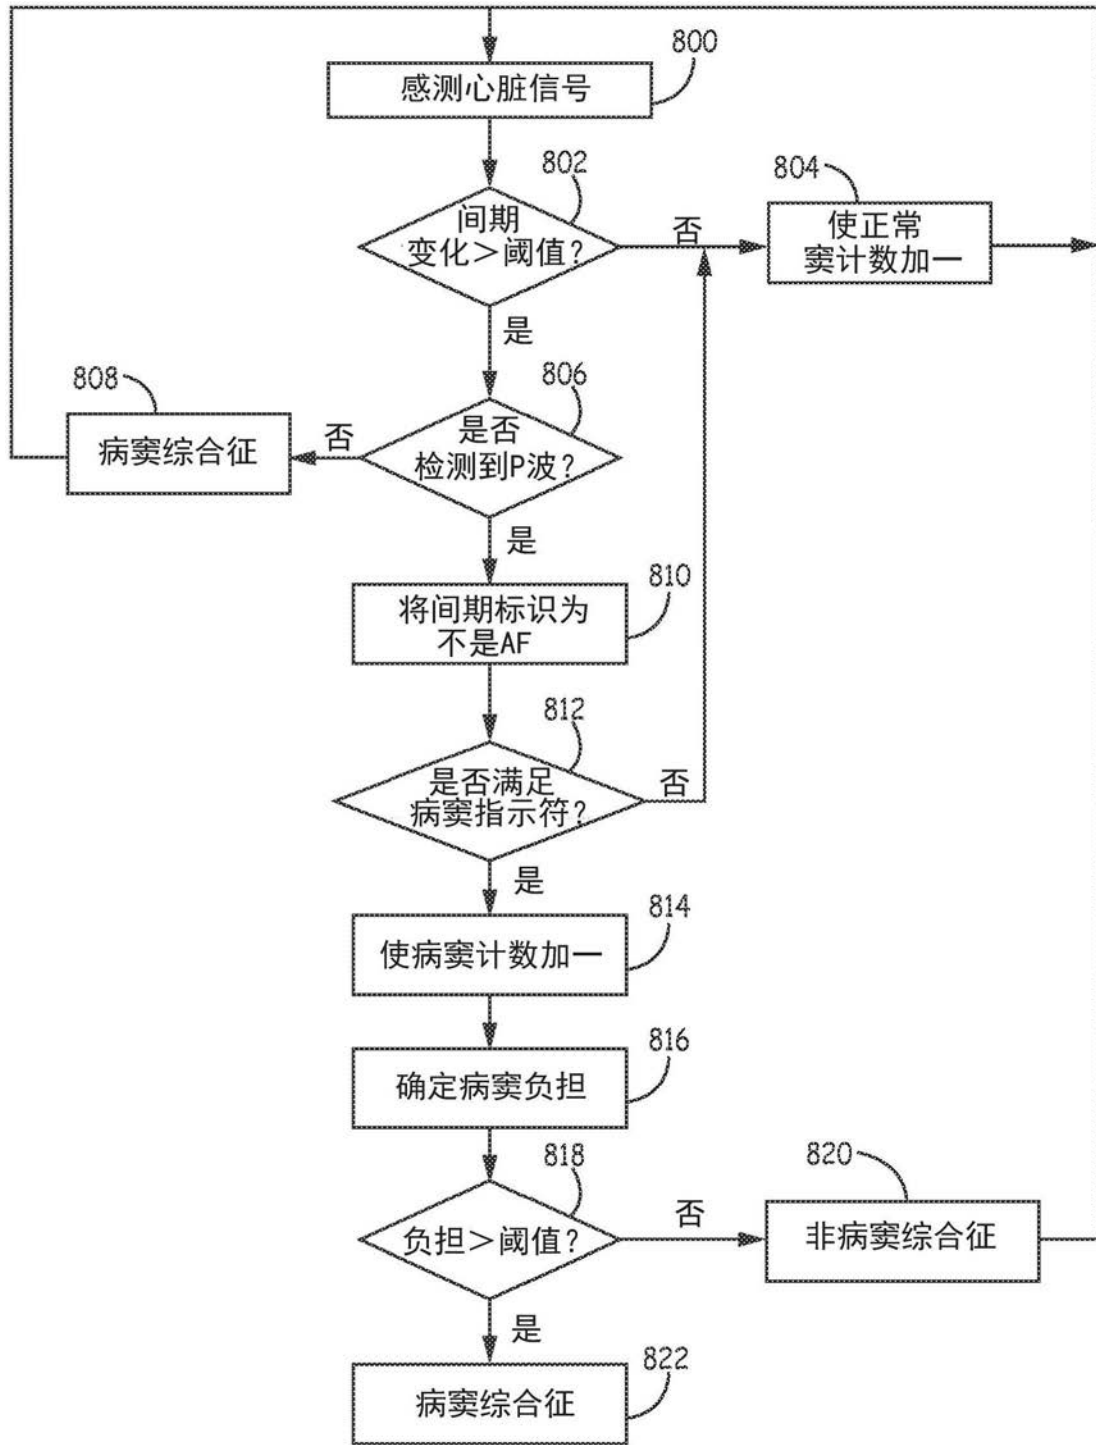 800
感测心脏信号
802
间期
变化＞阈值？
否
804
使正常
窦计数加一
是
806
是否
检测到P波？
否
808
病窦综合征
是
810
将间期标识为
不是AF
812
是否满足
病窦指示符？
否
是
814
使病窦计数加一
816
确定病窦负担
818
负担＞阈值？
否
820
非病窦综合征
是
822
病窦综合征